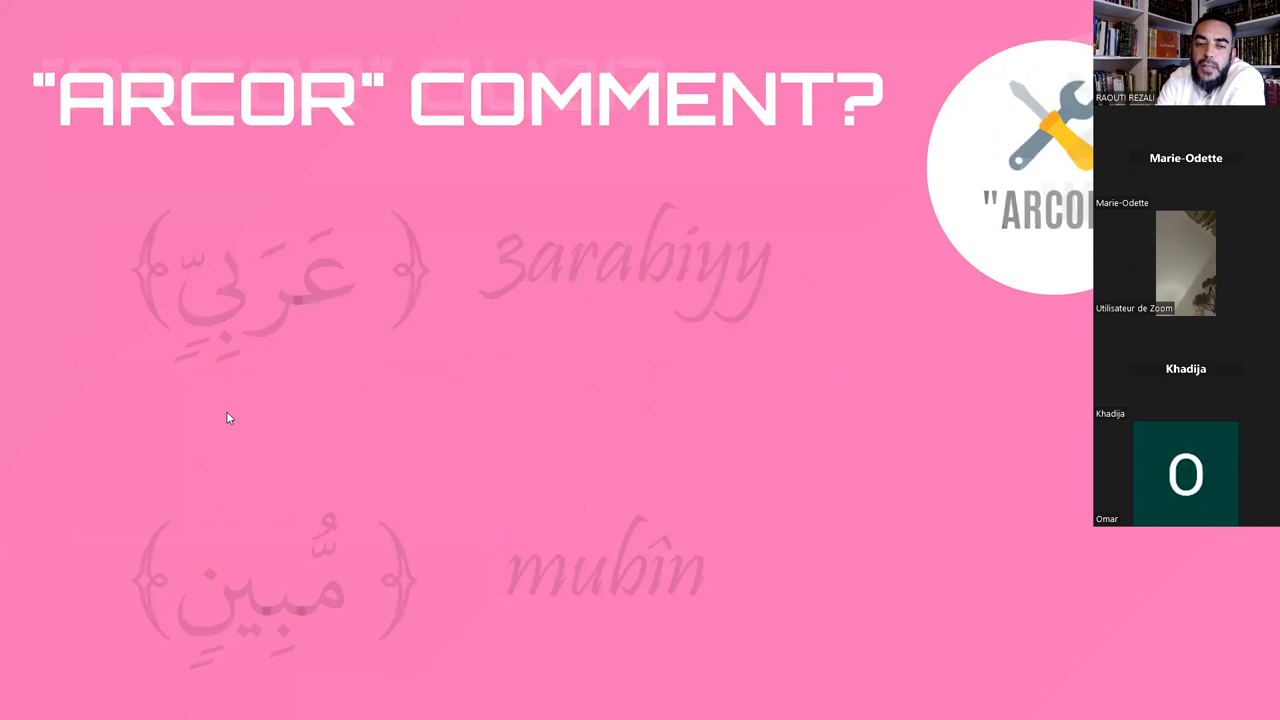 "ARCOR" COMMENT?
﴿عَرَبِيٍّ﴾ 3arabiyy
﴿مُّبِينٍ﴾ mubîn
"ARCO
RAOUTI REZALI
Marie-Odette
Marie-Odette
Utilisateur de Zoom
Khadija
Khadija
O
Omar